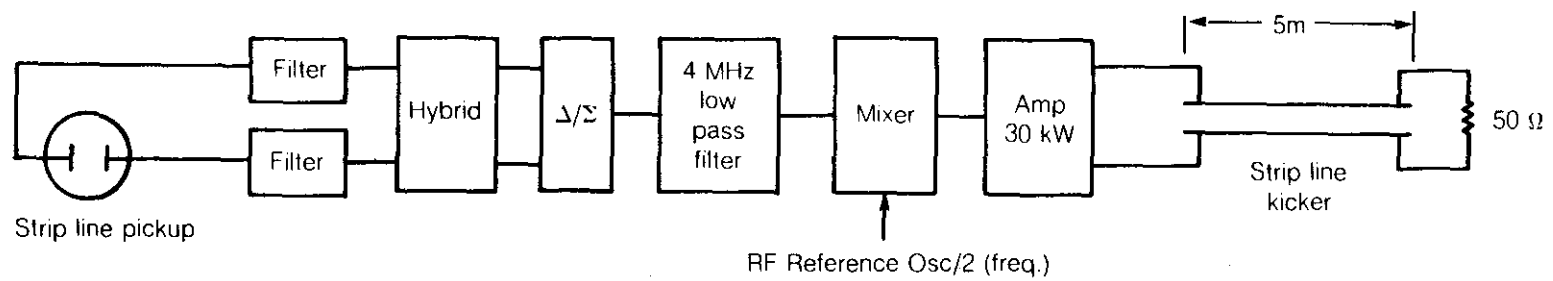 5m
Filter
Filter
Hybrid
Δ/Σ
4 MHz
low
pass
filter
Mixer
Amp
30 kW
50 Ω
Strip line
kicker
Strip line pickup
RF Reference Osc/2 (freq.)